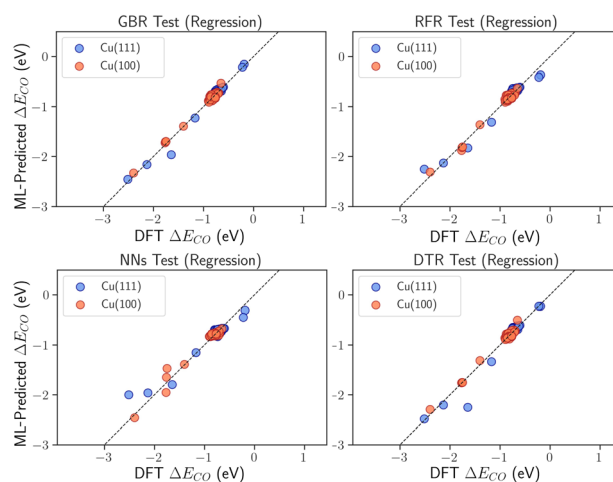 GBR Test (Regression)
RFR Test (Regression)
ML-Predicted ΔE_CO (eV)
0
−1
−2
−3
Cu(111)
Cu(100)
0
−1
−2
−3
Cu(111)
Cu(100)
−3 −2 −1 0 1
−3 −2 −1 0 1
DFT ΔE_CO (eV)
DFT ΔE_CO (eV)
NNs Test (Regression)
DTR Test (Regression)
ML-Predicted ΔE_CO (eV)
0
−1
−2
−3
Cu(111)
Cu(100)
0
−1
−2
−3
Cu(111)
Cu(100)
−3 −2 −1 0 1
−3 −2 −1 0 1
DFT ΔE_CO (eV)
DFT ΔE_CO (eV)